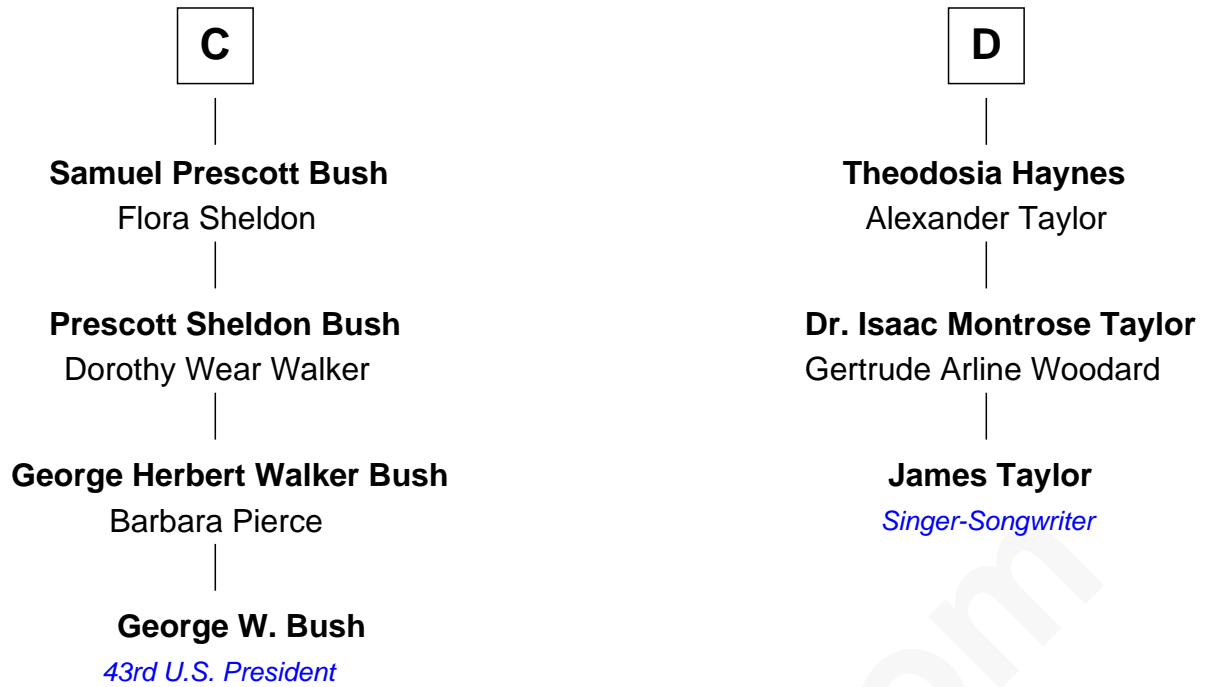 C
Samuel Prescott Bush
Flora Sheldon
Prescott Sheldon Bush
Dorothy Wear Walker
George Herbert Walker Bush
Barbara Pierce
George W. Bush
43rd U.S. President
D
Theodosia Haynes
Alexander Taylor
Dr. Isaac Montrose Taylor
Gertrude Arline Woodard
James Taylor
Singer-Songwriter